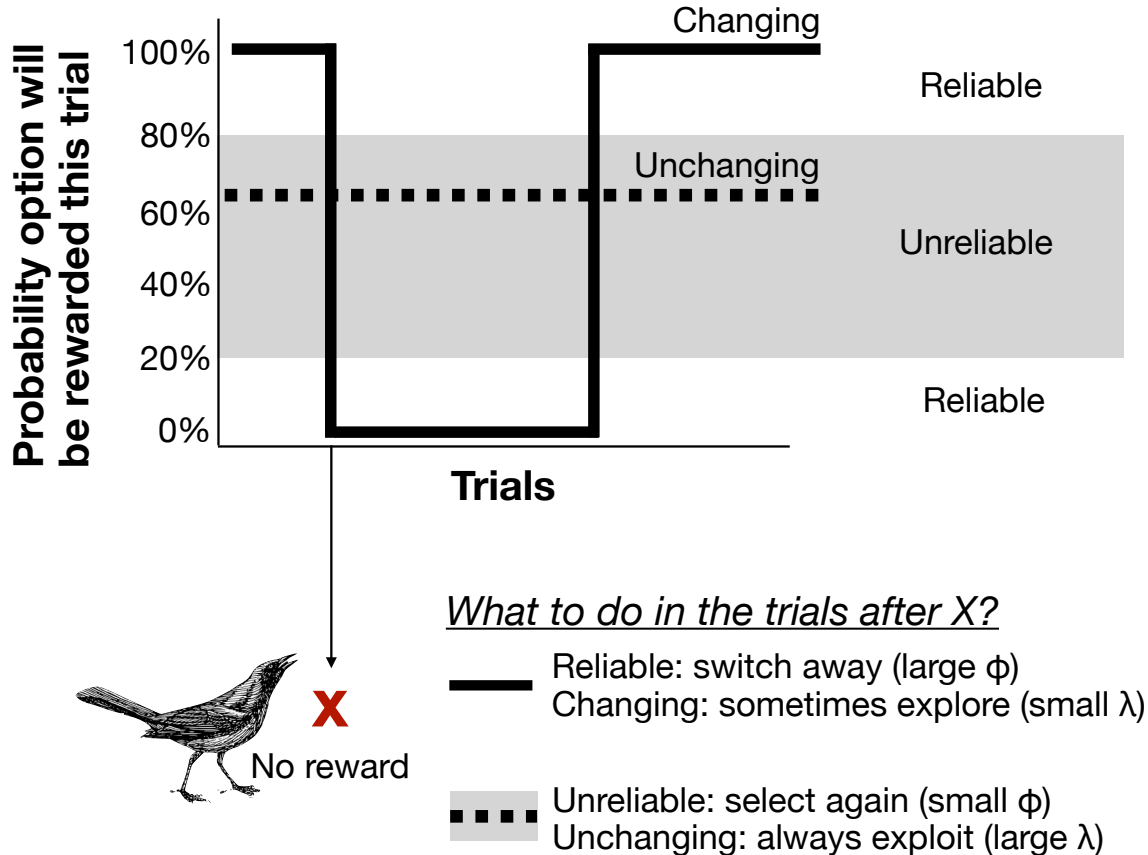 Probability option will
be rewarded this trial
100%
80%
60%
40%
20%
0%
Changing
Reliable
Unchanging
Unreliable
Reliable
Trials
X
No reward
What to do in the trials after X?
Reliable: switch away (large ϕ)
Changing: sometimes explore (small λ)
Unreliable: select again (small ϕ)
Unchanging: always exploit (large λ)